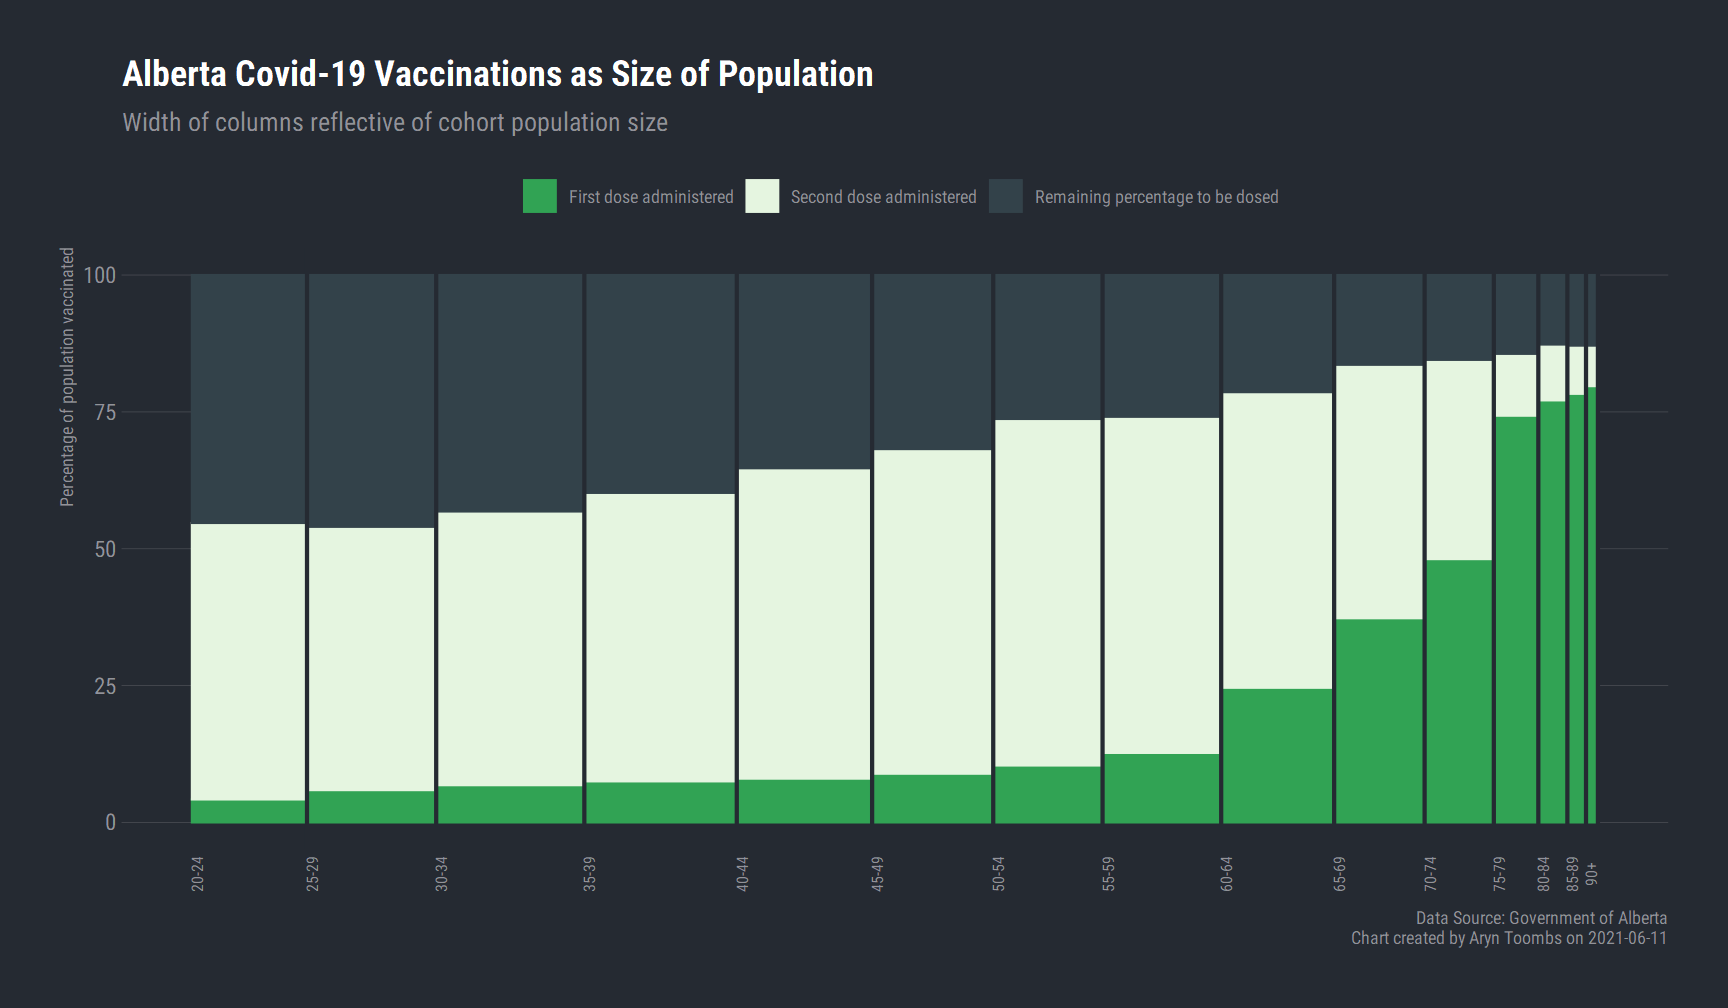 Alberta Covid-19 Vaccinations as Size of Population
Width of columns reflective of cohort population size
First dose administered
Second dose administered
Remaining percentage to be dosed
Percentage of population vaccinated
100
75
50
25
0
20-24
25-29
30-34
35-39
40-44
45-49
50-54
55-59
60-64
65-69
70-74
75-79
80-84
85-89
90+
Data Source: Government of Alberta
Chart created by Aryn Toombs on 2021-06-11